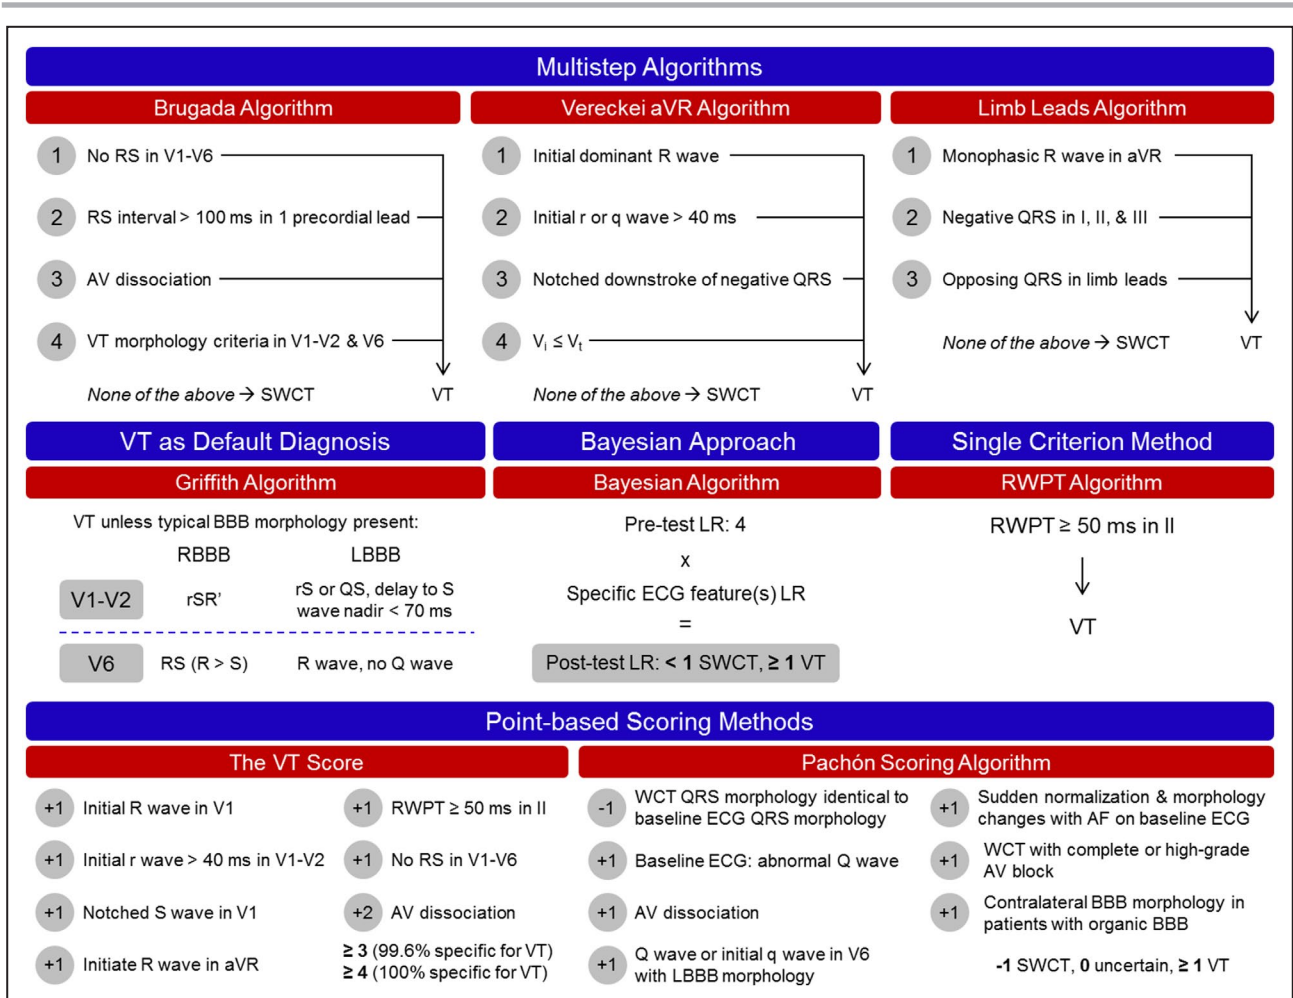 Multistep Algorithms
Brugada Algorithm
1 No RS in V1-V6
2 RS interval > 100 ms in 1 precordial lead
3 AV dissociation
4 VT morphology criteria in V1-V2 & V6
None of the above → SWCT VT
Vereckei aVR Algorithm
1 Initial dominant R wave
2 Initial r or q wave > 40 ms
3 Notched downstroke of negative QRS
4 Vi ≤ Vt
None of the above → SWCT VT
Limb Leads Algorithm
1 Monophasic R wave in aVR
2 Negative QRS in I, II, & III
3 Opposing QRS in limb leads
None of the above → SWCT VT
VT as Default Diagnosis
Griffith Algorithm
VT unless typical BBB morphology present:
RBBB LBBB
V1-V2 rSR' rS or QS, delay to S
wave nadir < 70 ms
V6 RS (R > S) R wave, no Q wave
Bayesian Approach
Bayesian Algorithm
Pre-test LR: 4
x
Specific ECG feature(s) LR
=
Post-test LR: < 1 SWCT, ≥ 1 VT
Single Criterion Method
RWPT Algorithm
RWPT ≥ 50 ms in II
VT
Point-based Scoring Methods
The VT Score
+1 Initial R wave in V1
+1 Initial r wave > 40 ms in V1-V2
+1 Notched S wave in V1
+1 Initiate R wave in aVR
+1 RWPT ≥ 50 ms in II
+1 No RS in V1-V6
+2 AV dissociation
≥ 3 (99.6% specific for VT)
≥ 4 (100% specific for VT)
Pachón Scoring Algorithm
-1 WCT QRS morphology identical to
baseline ECG QRS morphology
+1 Baseline ECG: abnormal Q wave
+1 AV dissociation
+1 Q wave or initial q wave in V6
with LBBB morphology
+1 Sudden normalization & morphology
changes with AF on baseline ECG
+1 WCT with complete or high-grade
AV block
+1 Contralateral BBB morphology in
patients with organic BBB
-1 SWCT, 0 uncertain, ≥ 1 VT